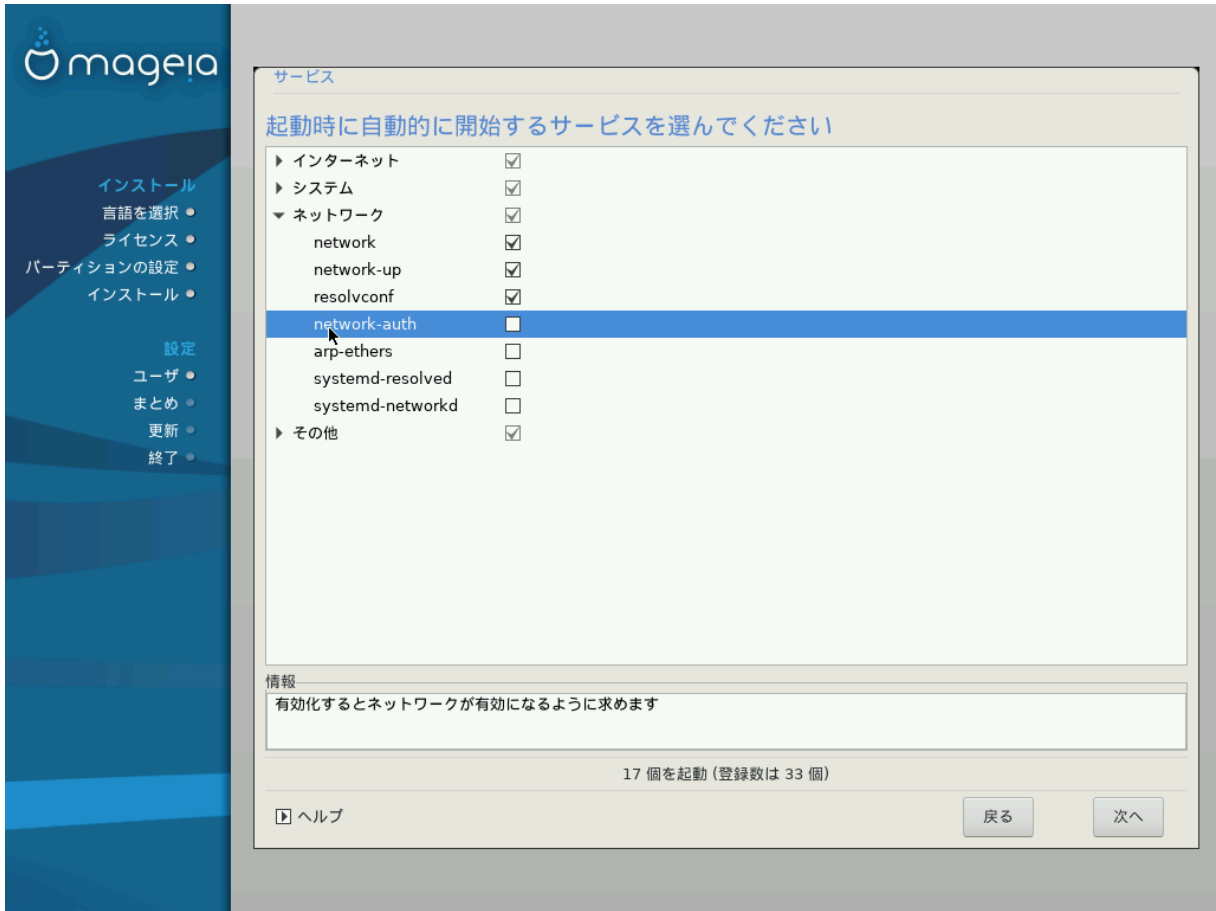 mageia
インストール
言語を選択
ライセンス
パーティションの設定
インストール
設定
ユーザ
まとめ
更新
終了
サービス
起動時に自動的に開始するサービスを選んでください
インターネット
システム
ネットワーク
network
network-up
resolvconf
network-auth
arp-ethers
systemd-resolved
systemd-networkd
その他
情報
有効化するとネットワークが有効になるように求めます
17 個を起動 (登録数は 33 個)
ヘルプ
戻る
次へ